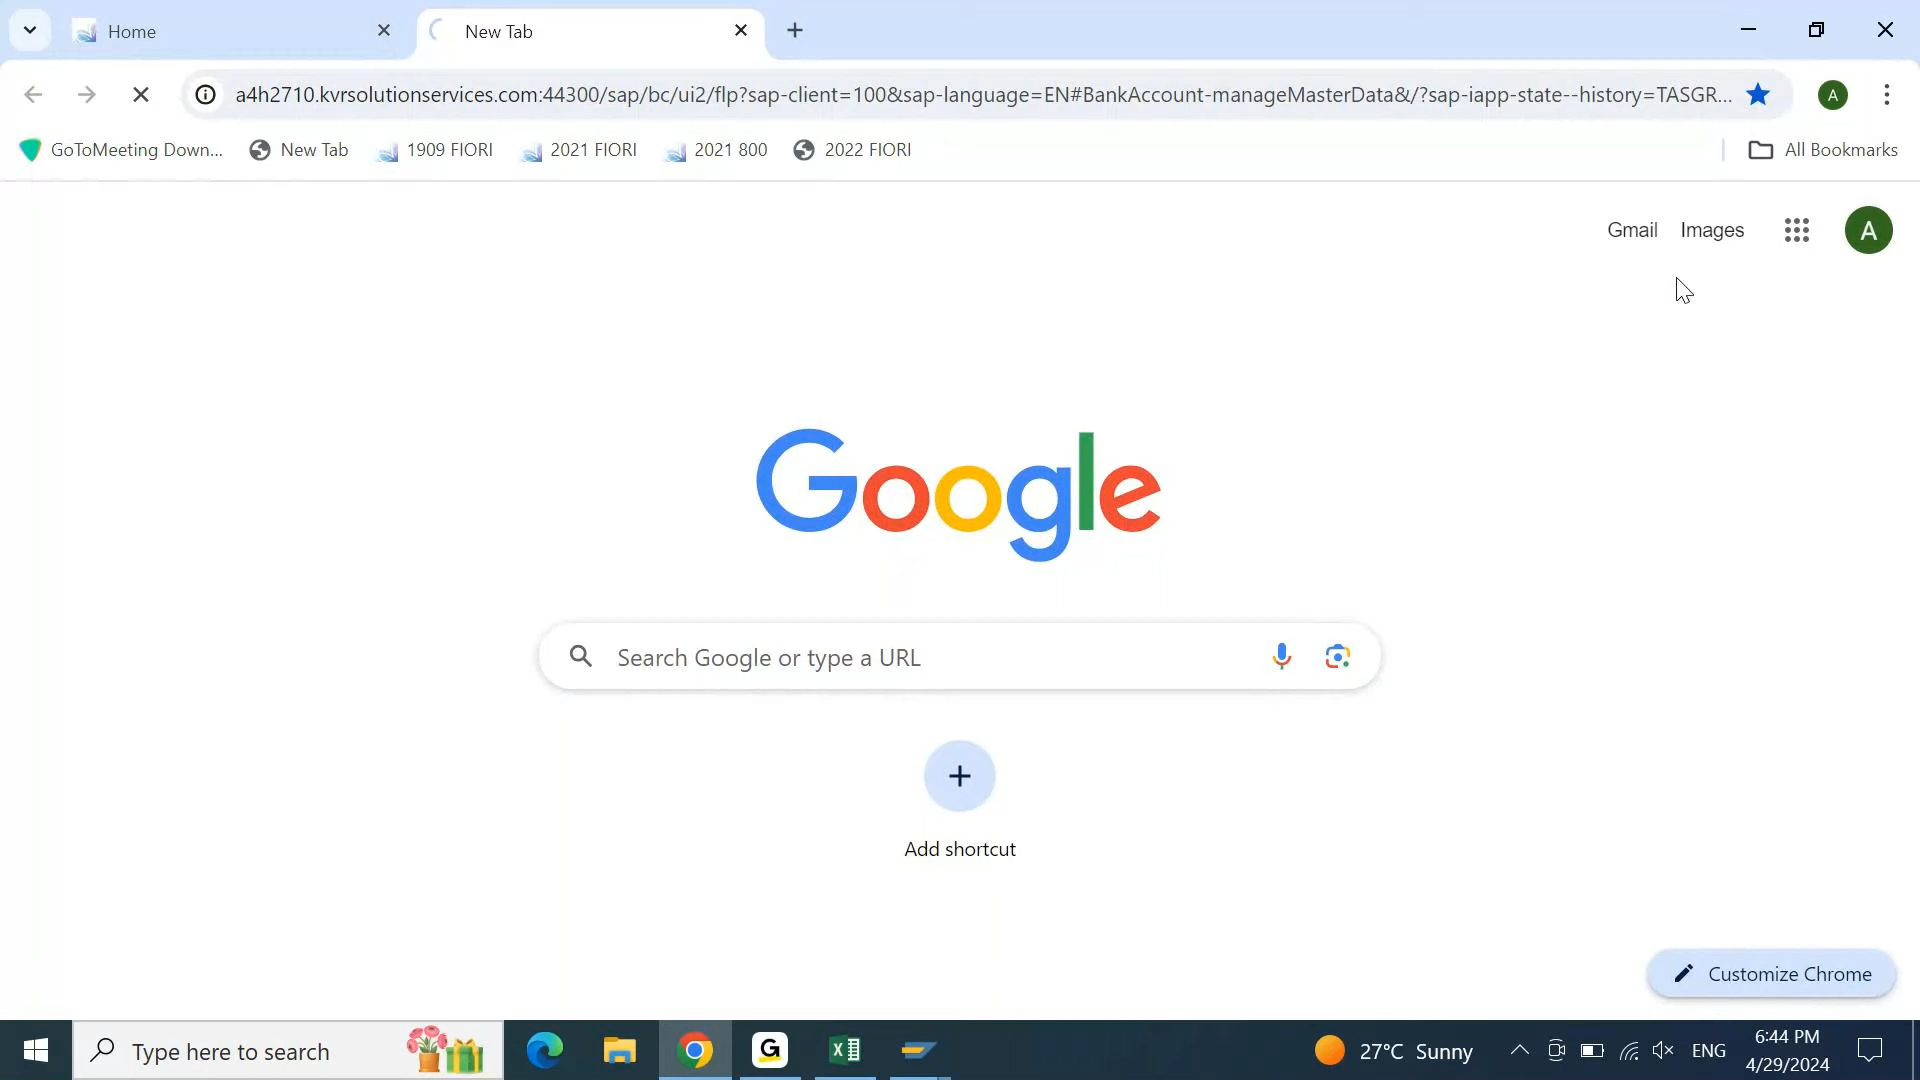 Home
New Tab
a4h2710.kvrsolutionservices.com:44300/sap/bc/ui2/flp?sap-client=100&sap-language=EN#BankAccount-manageMasterData&/?sap-iapp-state--history=TASGR...
A
GoToMeeting Down...
New Tab
1909 FIORI
2021 FIORI
2021 800
2022 FIORI
All Bookmarks
Gmail
Images
A
Google
Search Google or type a URL
Add shortcut
Customize Chrome
Type here to search
27°C Sunny
ENG
6:44 PM
4/29/2024